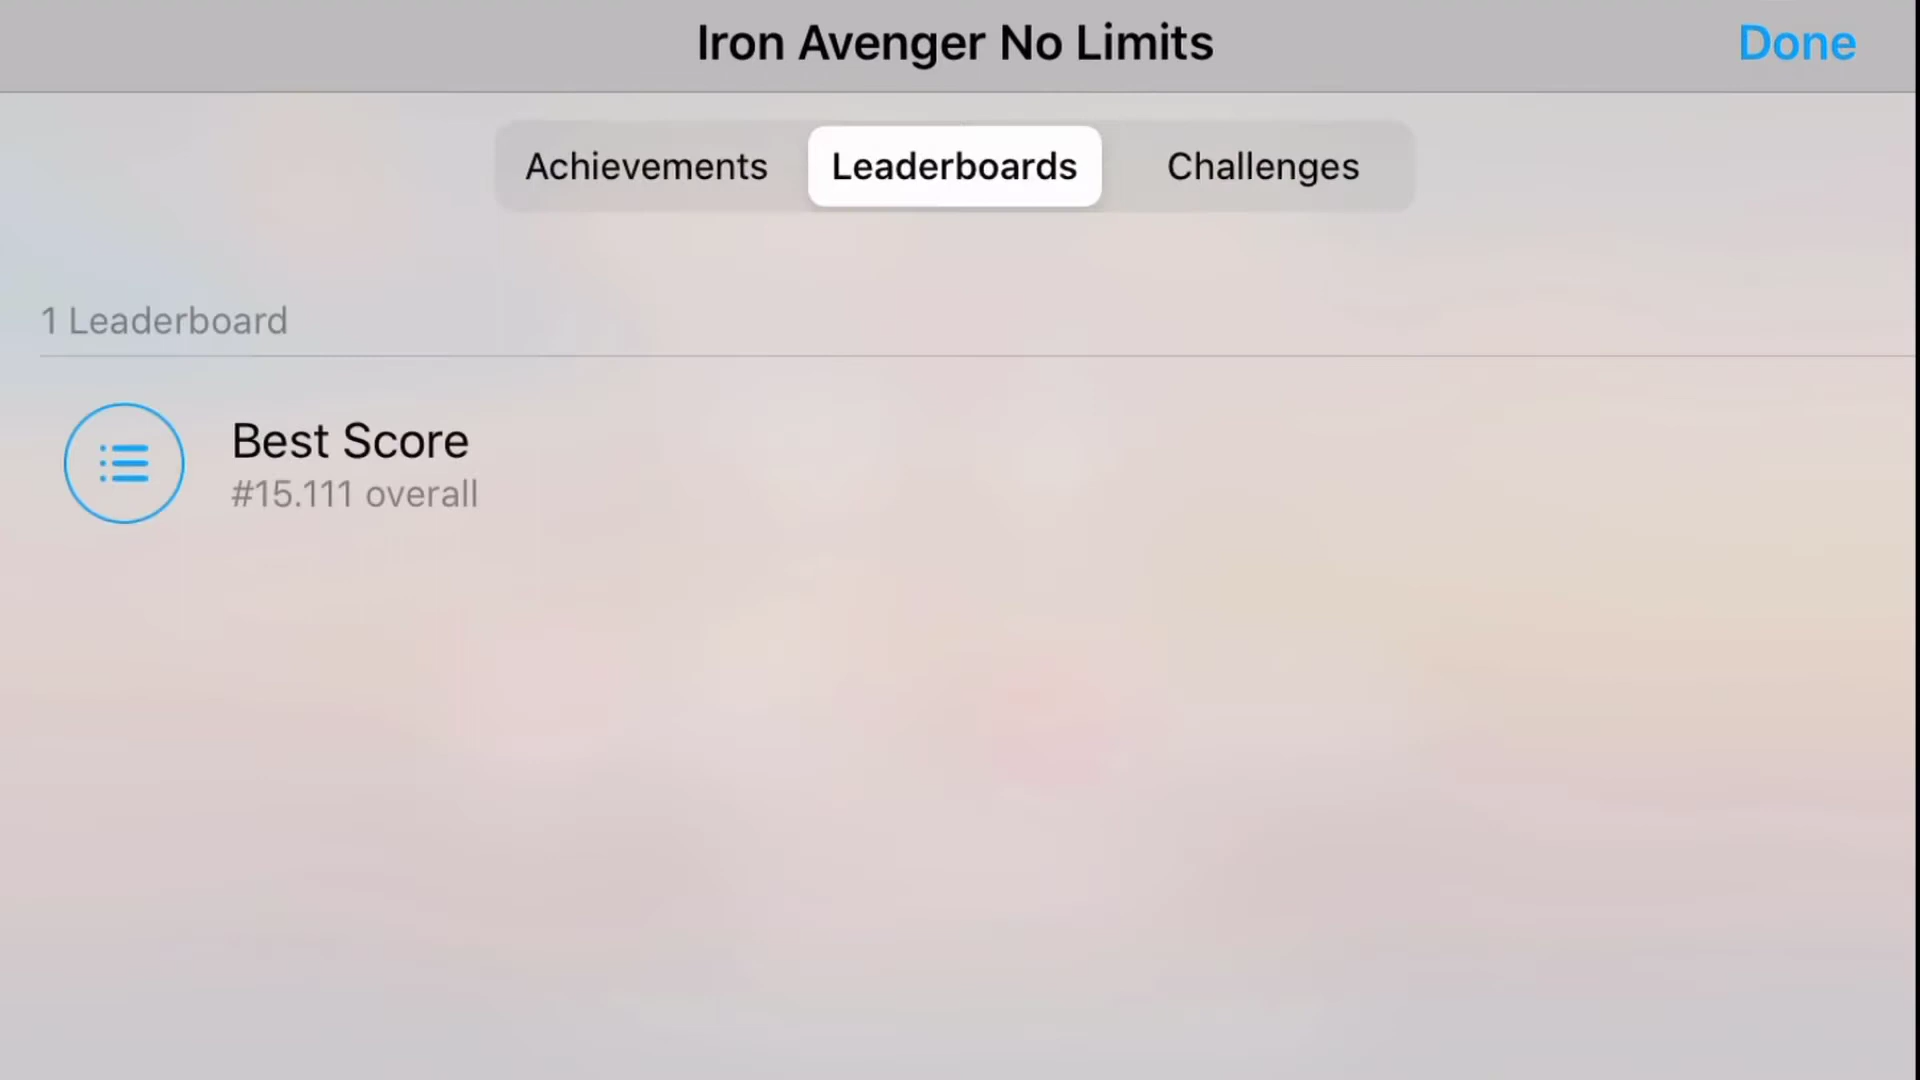 Iron Avenger No Limits
Done
Achievements
Leaderboards
Challenges
1 Leaderboard
Best Score
#15.111 overall